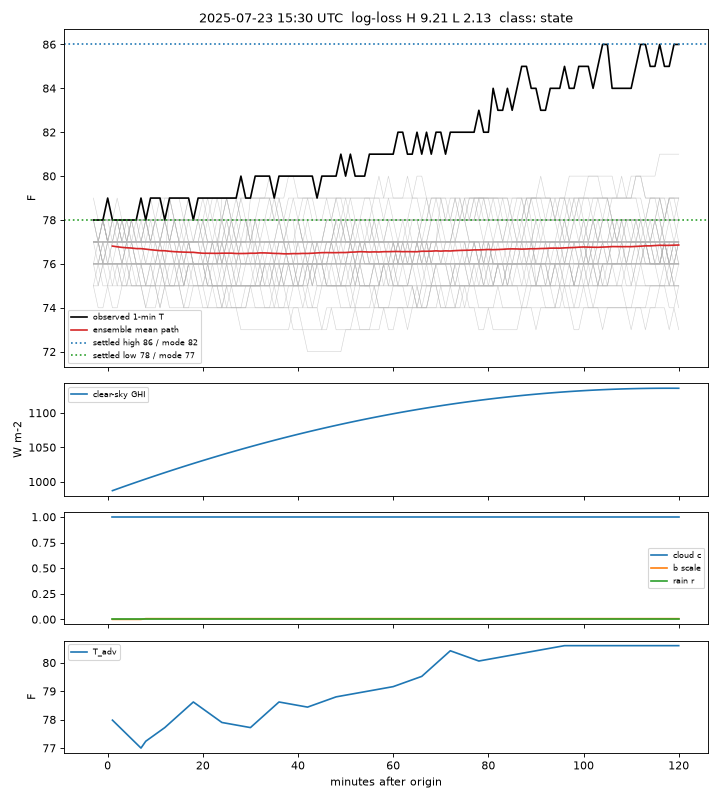 2025-07-23 15:30 UTC  log-loss H 9.21 L 2.13  class: state
86
84
82
80
78
76
74
72
F
observed 1-min T
ensemble mean path
settled high 86 / mode 82
settled low 78 / mode 77
1100
1050
1000
W m-2
clear-sky GHI
1.00
0.75
0.50
0.25
0.00
cloud c
b scale
rain r
80
79
78
77
F
T_adv
0 20 40 60 80 100 120
minutes after origin